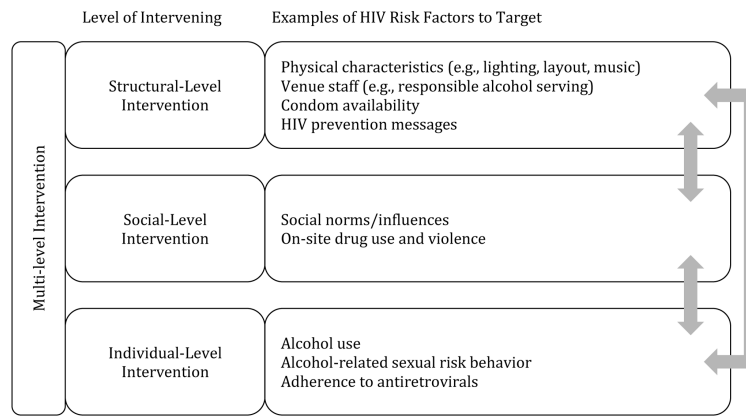 Level of Intervening
Examples of HIV Risk Factors to Target
Multi-level Intervention
Structural-Level
Intervention
Physical characteristics (e.g., lighting, layout, music)
Venue staff (e.g., responsible alcohol serving)
Condom availability
HIV prevention messages
Social-Level
Intervention
Social norms/influences
On-site drug use and violence
Individual-Level
Intervention
Alcohol use
Alcohol-related sexual risk behavior
Adherence to antiretrovirals